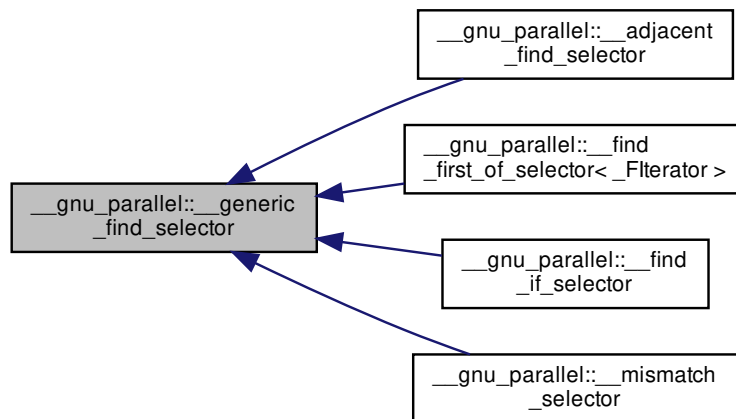 __gnu_parallel::__adjacent
_find_selector
__gnu_parallel::__find
_first_of_selector< _FIterator >
__gnu_parallel::__generic
_find_selector
__gnu_parallel::__find
_if_selector
__gnu_parallel::__mismatch
_selector